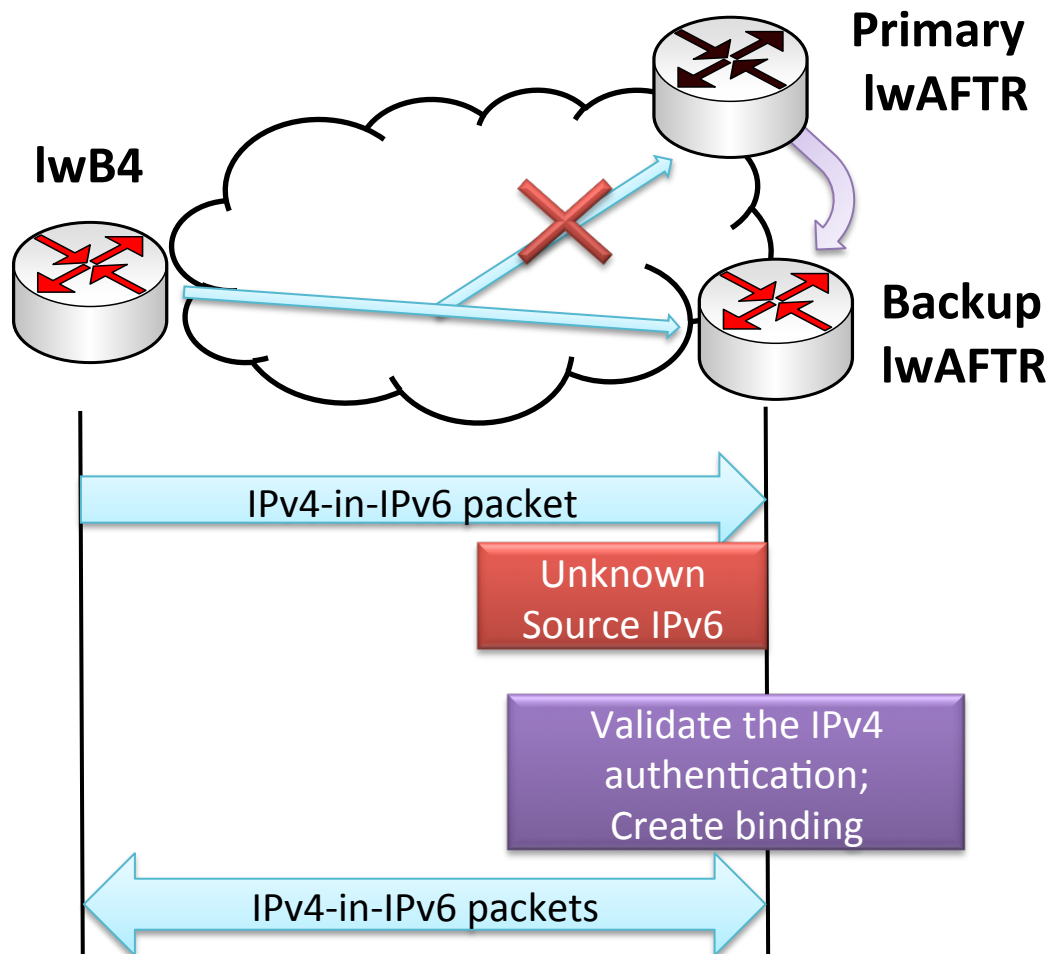 Primary
lwAFTR
lwB4
Backup
lwAFTR
IPv4-in-IPv6 packet
Unknown
Source IPv6
Validate the IPv4
authentication;
Create binding
IPv4-in-IPv6 packets